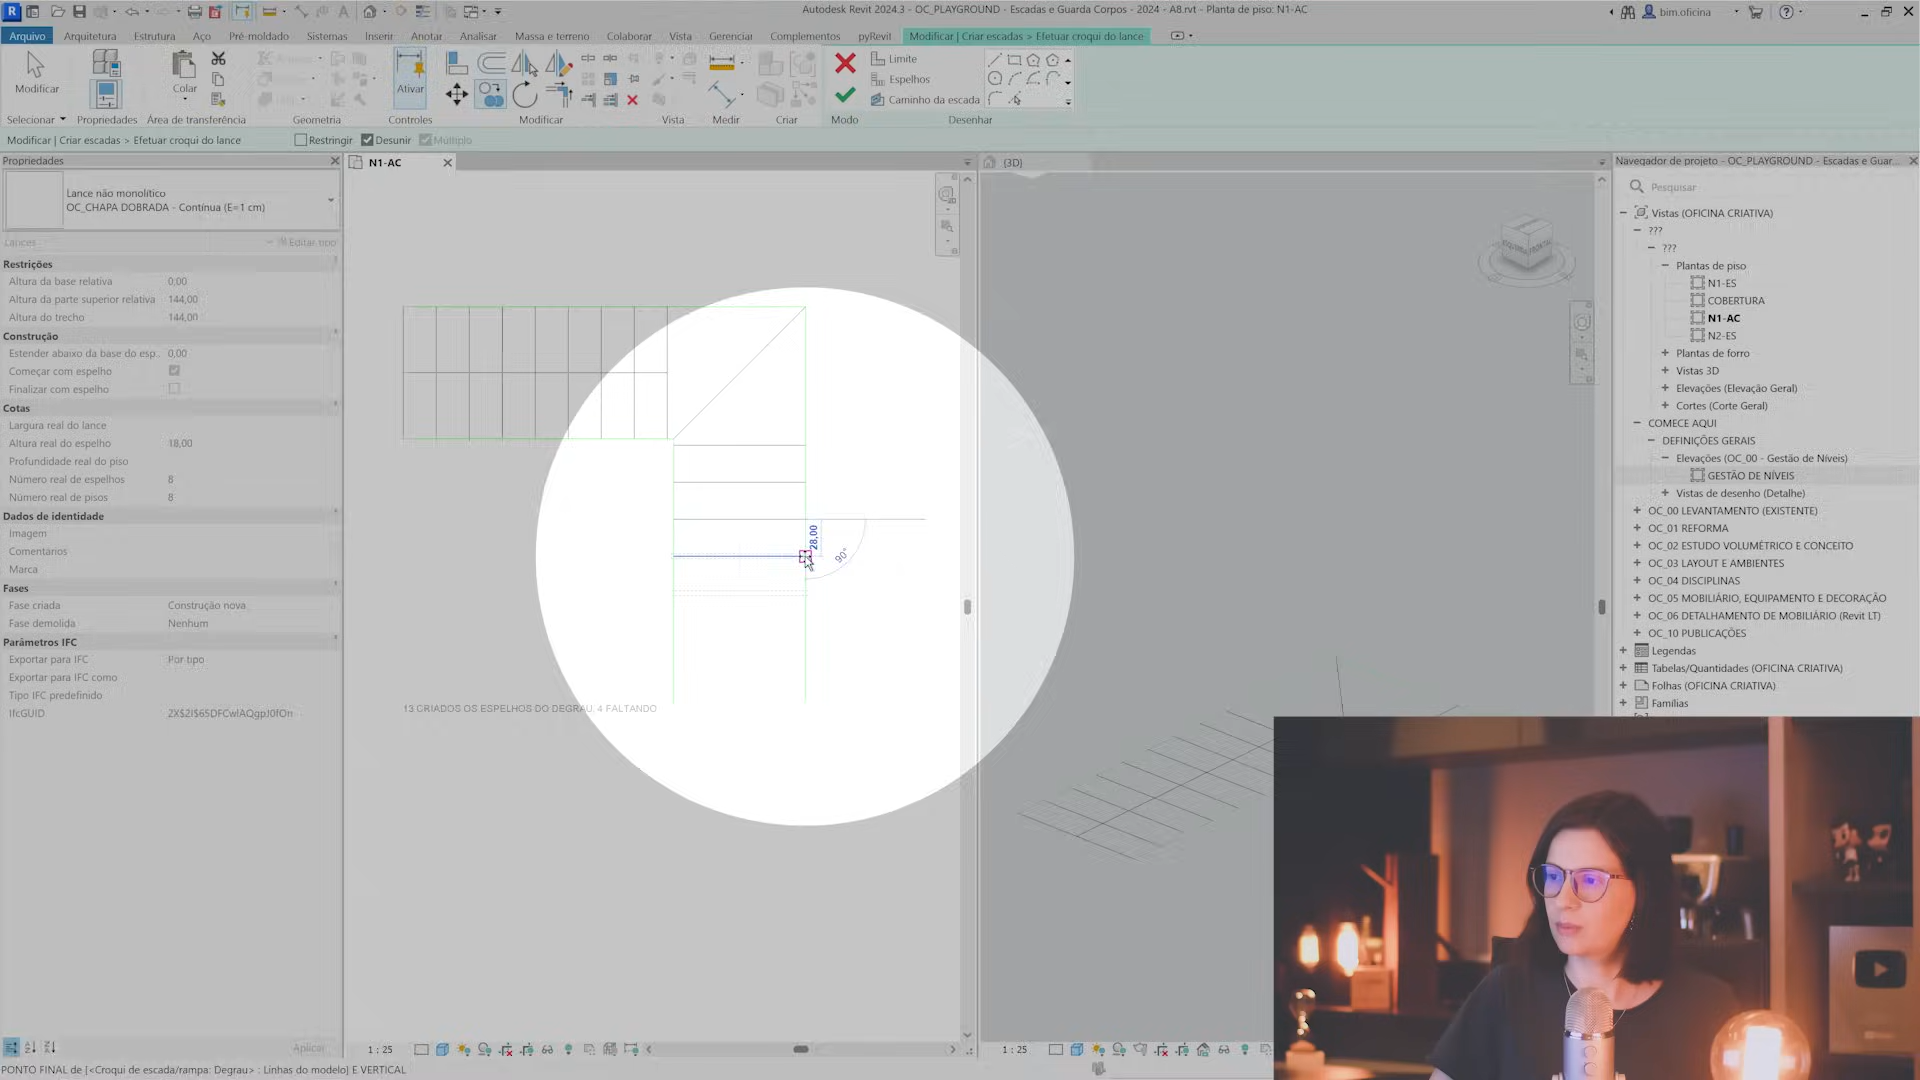 Autodesk Revit 2024.3 - OC_PLAYGROUND - Escadas e Guarda Corpos - 2024 - A8.rvt - Planta de piso: N1-AC
bim.oficina
Arquivo Arquitetura Estrutura Aço Pré-moldado Sistemas Inserir Anotar Analisar Massa e terreno Colaborar Vista Gerenciar Complementos pyRevit Modificar | Criar escadas > Efetuar croqui do lance
Modificar
Colar
Ativar
Limite
Espelhos
Caminho da escada
Selecionar Propriedades Área de transferência Geometria Controles Modificar Vista Medir Criar Modo Desenhar
Modificar | Criar escadas > Efetuar croqui do lance Restringir Desunir Múltiplo
Propriedades
Lance não monolítico
OC_CHAPA DOBRADA - Contínua (E=1 cm)
Lances Editar tipo
Restrições
Altura da base relativa 0,00
Altura da parte superior relativa 144,00
Altura do trecho 144,00
Construção
Estender abaixo da base do esp.. 0,00
Começar com espelho
Finalizar com espelho
Cotas
Largura real do lance
Altura real do espelho 18,00
Profundidade real do piso
Número real de espelhos 8
Número real de pisos 8
Dados de identidade
Imagem
Comentários
Marca
Fases
Fase criada Construção nova
Fase demolida Nenhum
Parâmetros IFC
Exportar para IFC Por tipo
Exportar para IFC como
Tipo IFC predefinido
IfcGUID
Aplicar
N1-AC
28,00
90°
13 CRIADOS OS ESPELHOS DO DEGRAU. 4 FALTANDO
1 : 25
(3D)
FRONTAL
1 : 25
Navegador de projeto - OC_PLAYGROUND - Escadas e Guar...
Pesquisar
Vistas (OFICINA CRIATIVA)
???
???
Plantas de piso
N1-ES
COBERTURA
N1-AC
N2-ES
Plantas de forro
Vistas 3D
Elevações (Elevação Geral)
Cortes (Corte Geral)
COMECE AQUI
DEFINIÇÕES GERAIS
Elevações (OC_00 - Gestão de Níveis)
GESTÃO DE NÍVEIS
Vistas de desenho (Detalhe)
OC_00 LEVANTAMENTO (EXISTENTE)
OC_01 REFORMA
OC_02 ESTUDO VOLUMÉTRICO E CONCEITO
OC_03 LAYOUT E AMBIENTES
OC_04 DISCIPLINAS
OC_05 MOBILIÁRIO, EQUIPAMENTO E DECORAÇÃO
OC_06 DETALHAMENTO DE MOBILIÁRIO (Revit LT)
OC_10 PUBLICAÇÕES
Legendas
Tabelas/Quantidades (OFICINA CRIATIVA)
Folhas (OFICINA CRIATIVA)
Famílias
PONTO FINAL de [<Croqui de escada/rampa: Degrau> : Linhas do modelo] E VERTICAL